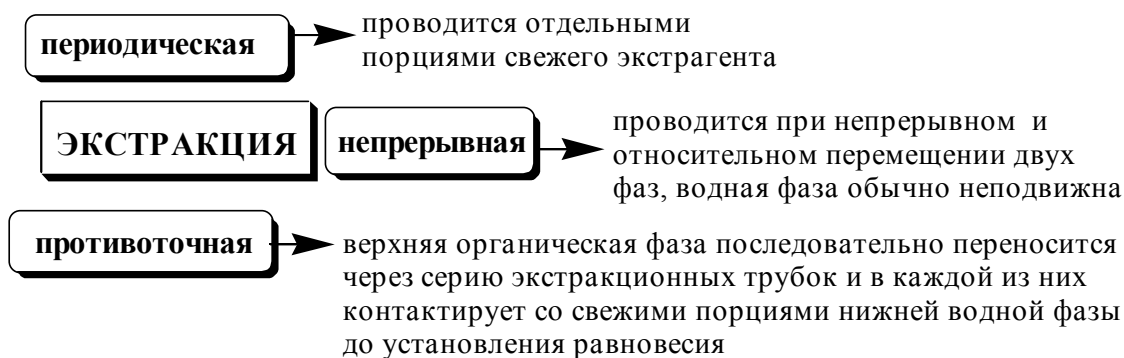 периодическая
проводится отдельными
порциями свежего экстрагента
ЭКСТРАКЦИЯ
непрерывная
проводится при непрерывном и
относительном перемещении двух
фаз, водная фаза обычно неподвижна
противоточная
верхняя органическая фаза последовательно переносится
через серию экстракционных трубок и в каждой из них
контактирует со свежими порциями нижней водной фазы
до установления равновесия